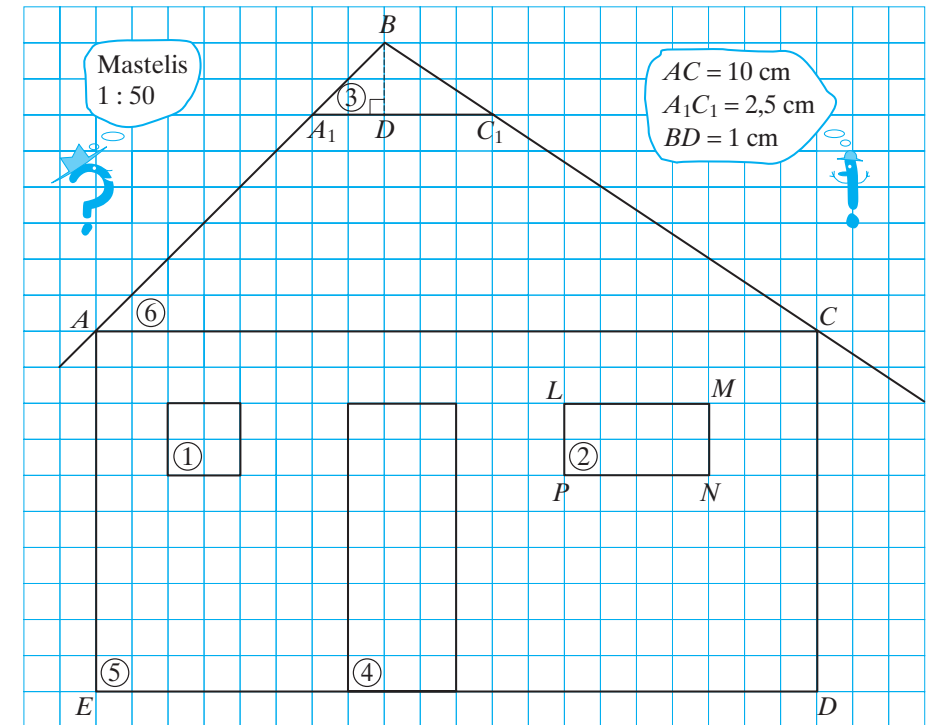 B
Mastelis
1 : 50
AC = 10 cm
A₁C₁ = 2,5 cm
BD = 1 cm
③
A₁ D C₁
?
!
A ⑥ C
L M
① ②
P N
⑤ ④
E D